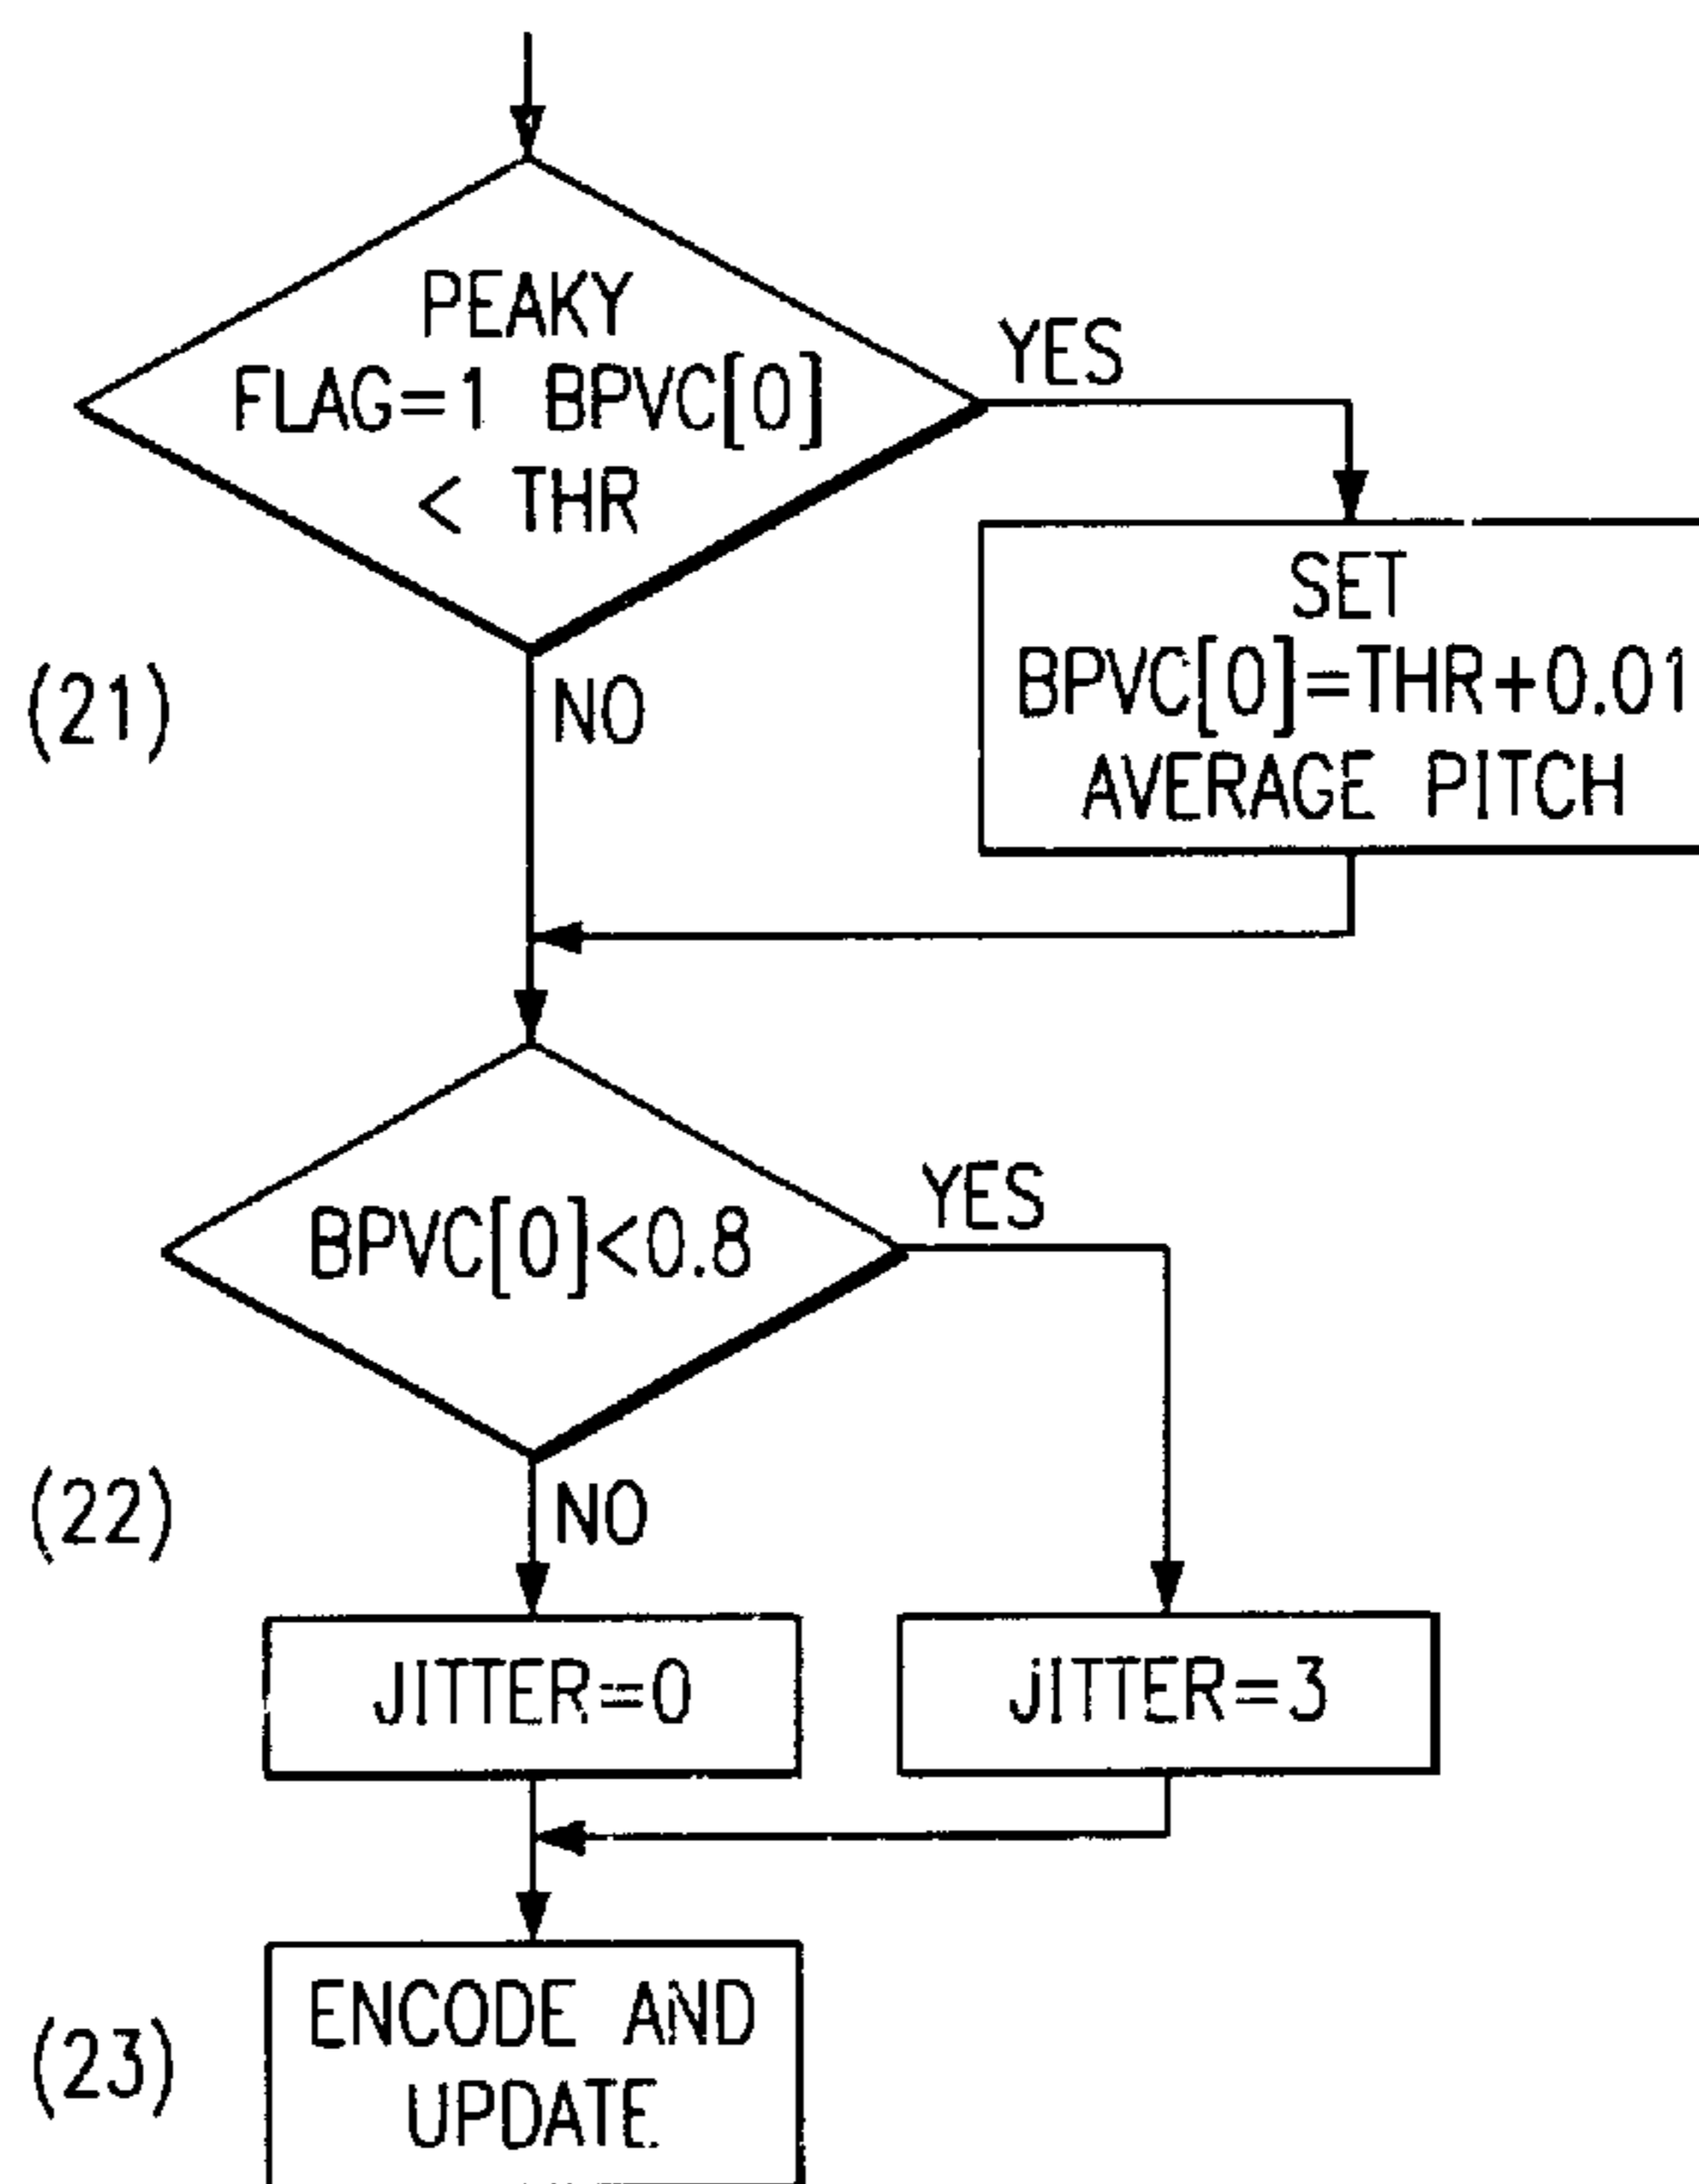 PEAKY
FLAG=1 BPVC[0]
< THR
YES
SET
BPVC[0]=THR+0.01
AVERAGE PITCH
(21)
NO
BPVC[0]<0.8
YES
(22)
NO
JITTER=0
JITTER=3
(23)
ENCODE AND
UPDATE